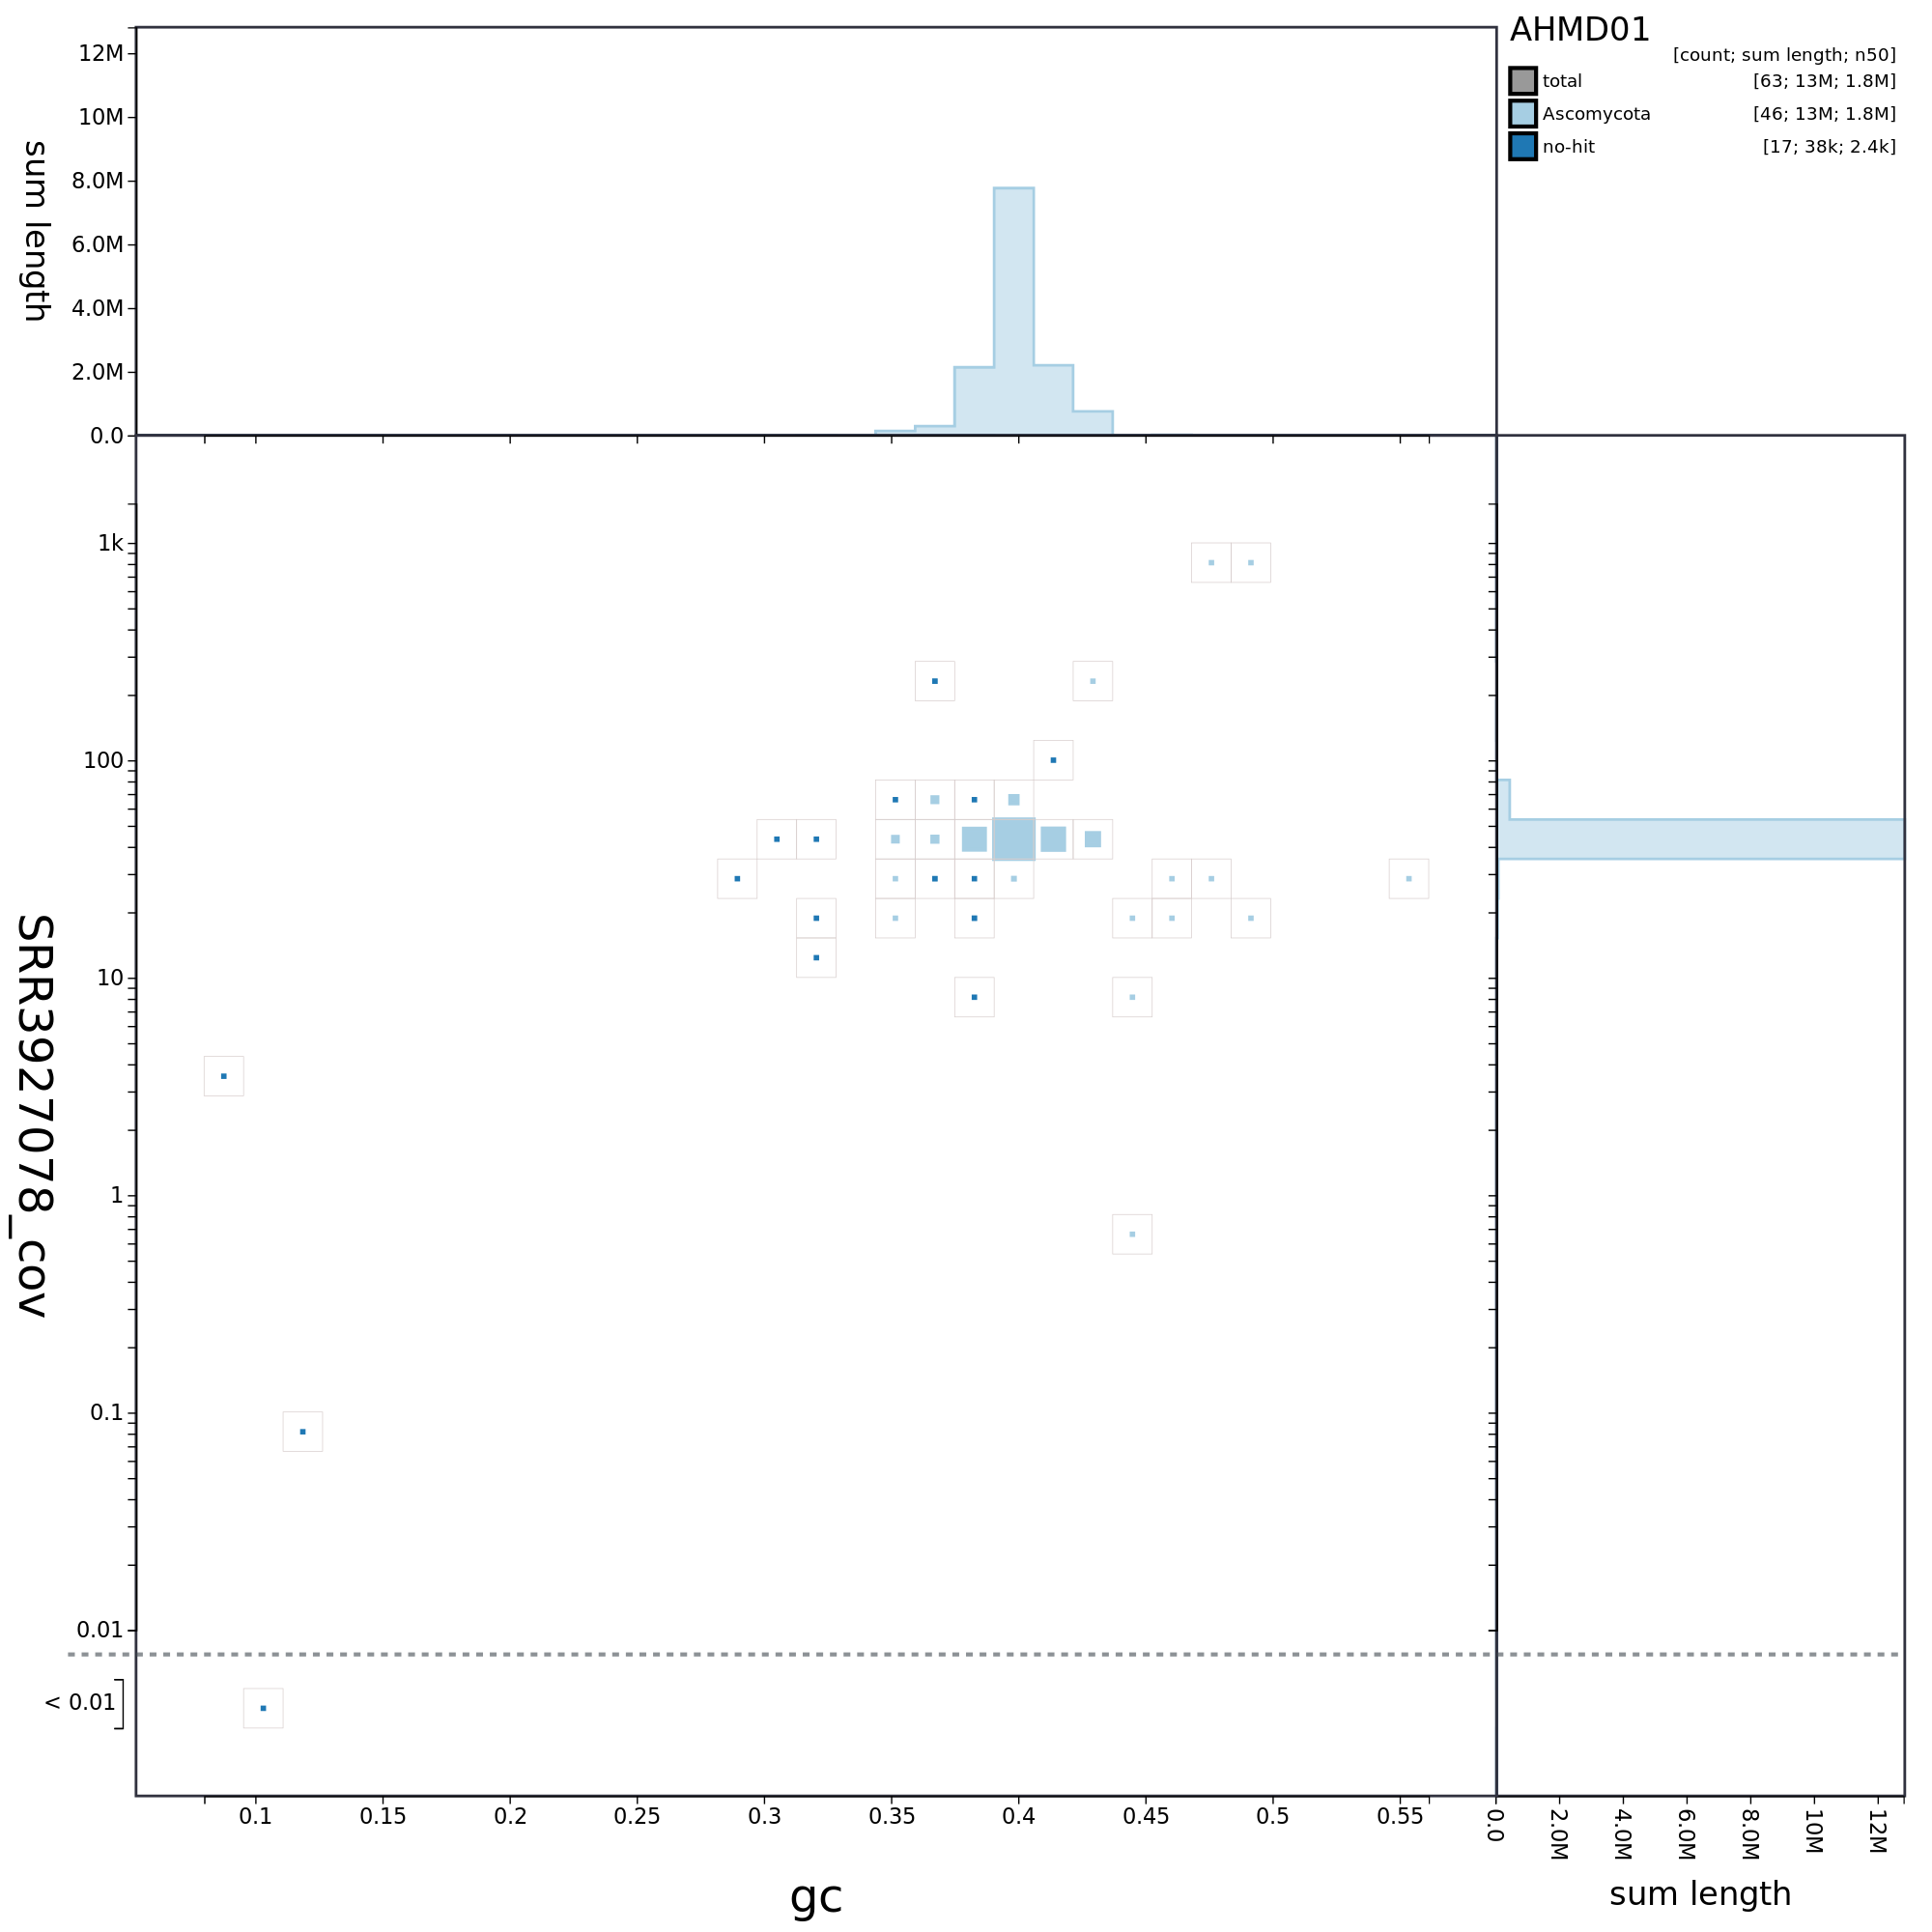 AHMD01
[count; sum length; n50]
total [63; 13M; 1.8M]
Ascomycota [46; 13M; 1.8M]
no-hit [17; 38k; 2.4k]
sum length
12M
10M
8.0M
6.0M
4.0M
2.0M
0.0
SRR3927078_cov
1k
100
10
1
0.1
0.01
< 0.01
0.1 0.15 0.2 0.25 0.3 0.35 0.4 0.45 0.5 0.55
gc
0.0 2.0M 4.0M 6.0M 8.0M 10M 12M
sum length